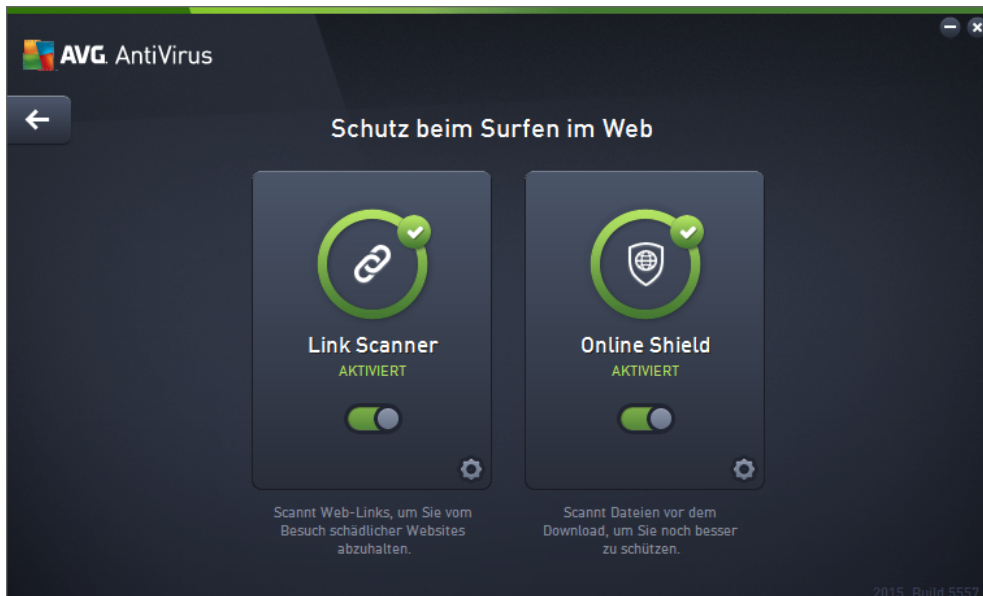 AVG. AntiVirus
Schutz beim Surfen im Web
Link Scanner
AKTIVIERT
Scannt Web-Links, um Sie vom
Besuch schädlicher Websites
abzuhalten.
Online Shield
AKTIVIERT
Scannt Dateien vor dem
Download, um Sie noch besser
zu schützen.
2015. Build 5557